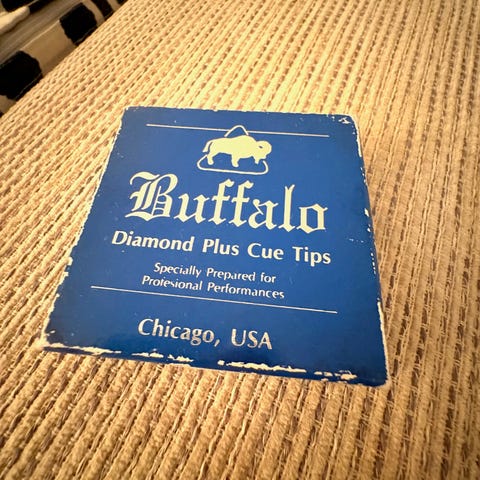 Buffalo
Diamond Plus Cue Tips
Specially Prepared for
Profesional Performances
Chicago, USA